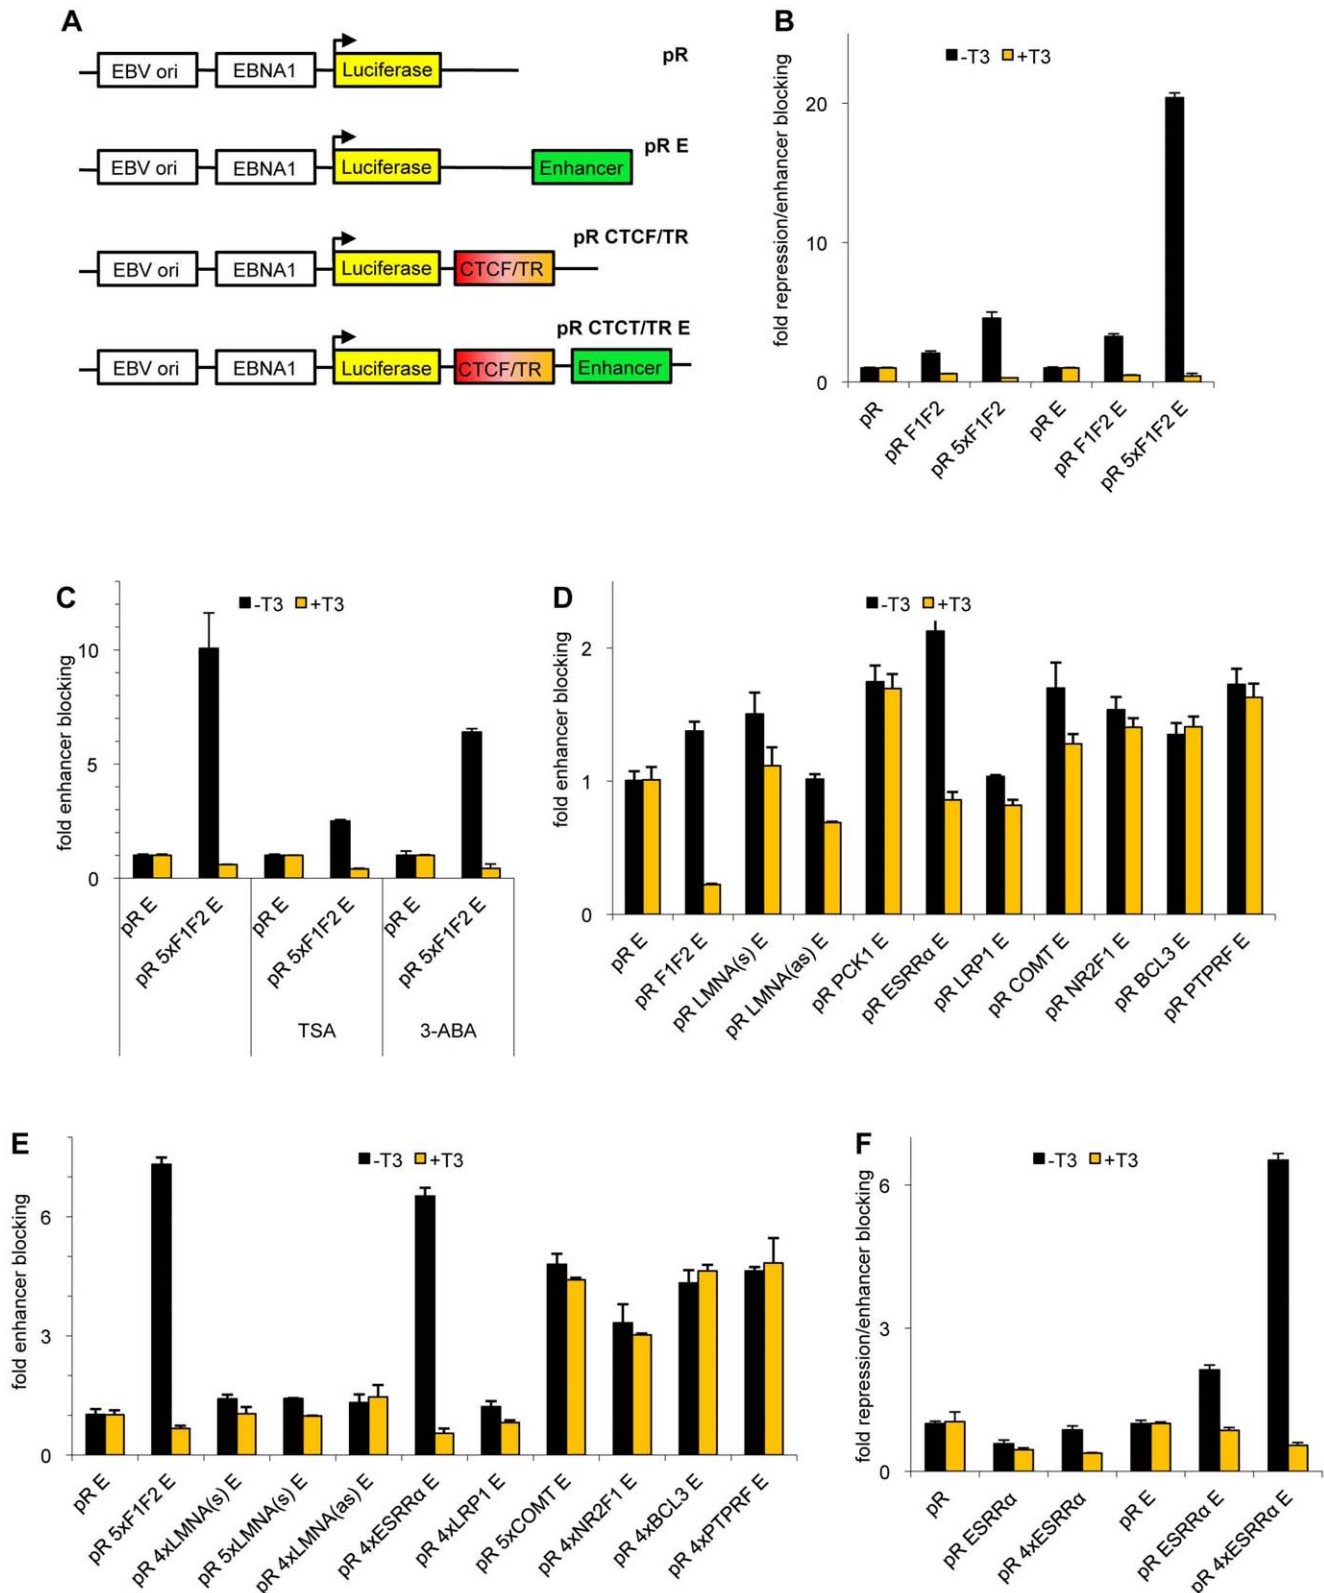 A
pR
EBV ori EBNA1 Luciferase
pR E
EBV ori EBNA1 Luciferase Enhancer
pR CTCF/TR
EBV ori EBNA1 Luciferase CTCF/TR
pR CTCT/TR E
EBV ori EBNA1 Luciferase CTCF/TR Enhancer
B
-T3 +T3
fold repression/enhancer blocking
20
10
0
pR
pR F1F2
pR 5xF1F2
pR E
pR F1F2 E
pR 5xF1F2 E
C
-T3 +T3
fold enhancer blocking
10
5
0
pR E
pR 5xF1F2 E
pR E
pR 5xF1F2 E
pR E
pR 5xF1F2 E
TSA
3-ABA
D
-T3 +T3
fold enhancer blocking
2
1
0
pR E
pR F1F2 E
pR LMNA(s) E
pR LMNA(as) E
pR PCK1 E
pR ESRRα E
pR LRP1 E
pR COMT E
pR NR2F1 E
pR BCL3 E
pR PTPRF E
E
-T3 +T3
fold enhancer blocking
6
3
0
pR E
pR 5xF1F2 E
pR 4xLMNA(s) E
pR 5xLMNA(s) E
pR 4xLMNA(as) E
pR 4xESRRα E
pR 4xLRP1 E
pR 5xCOMT E
pR 4xNR2F1 E
pR 4xBCL3 E
pR 4xPTPRF E
F
-T3 +T3
fold repression/enhancer blocking
6
3
0
pR
pR ESRRα
pR 4xESRRα
pR E
pR ESRRα E
pR 4xESRRα E